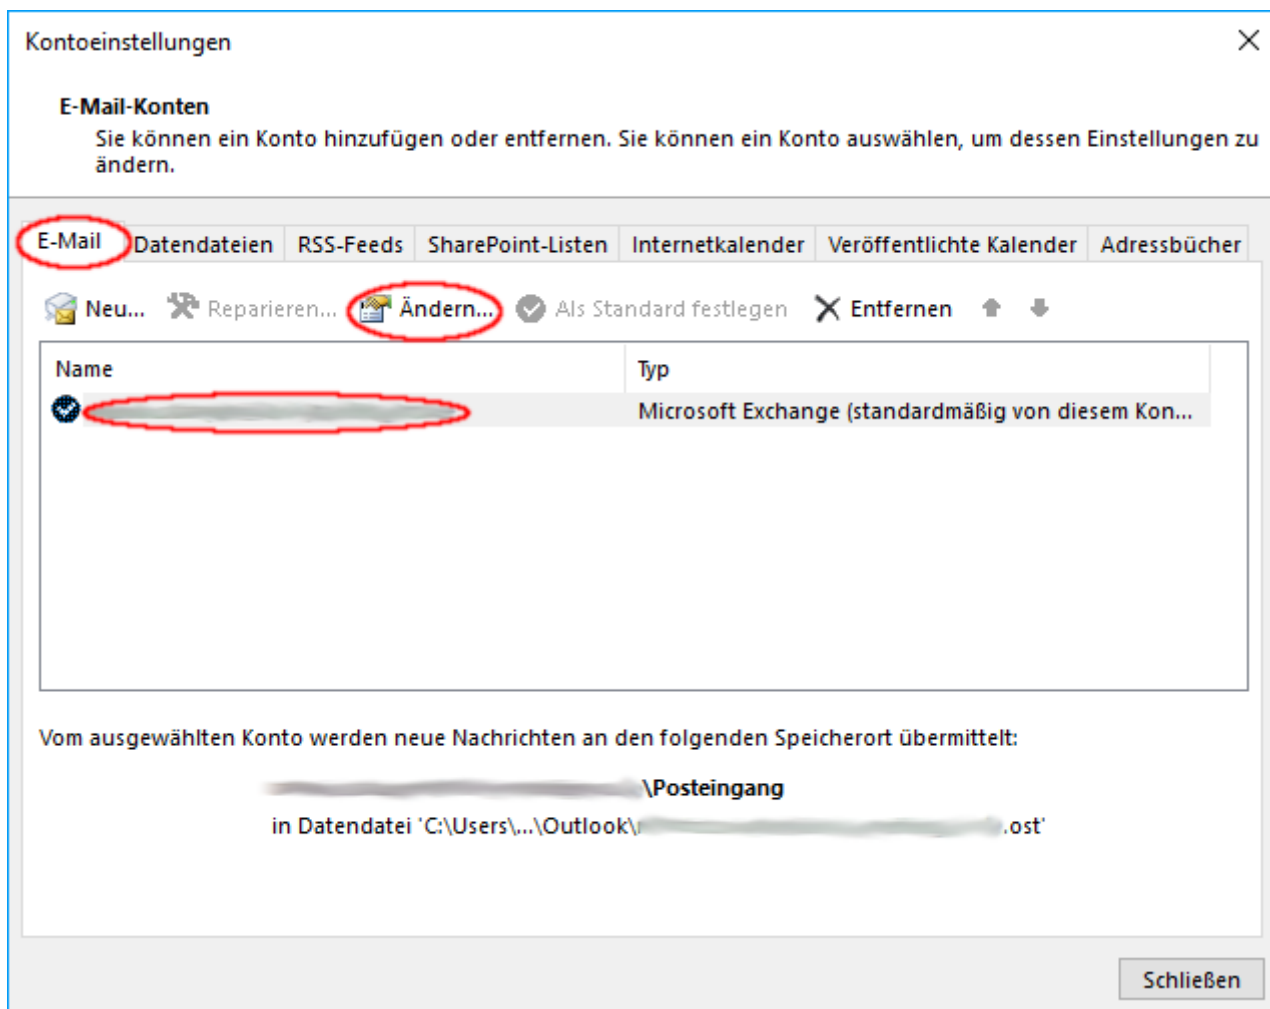 Kontoeinstellungen
E-Mail-Konten
Sie können ein Konto hinzufügen oder entfernen. Sie können ein Konto auswählen, um dessen Einstellungen zu
ändern.
E-Mail Datendateien RSS-Feeds SharePoint-Listen Internetkalender Veröffentlichte Kalender Adressbücher
Neu... Reparieren... Ändern... Als Standard festlegen Entfernen
Name Typ
Microsoft Exchange (standardmäßig von diesem Kon...
Vom ausgewählten Konto werden neue Nachrichten an den folgenden Speicherort übermittelt:
\Posteingang
in Datendatei 'C:\Users\...\Outlook\ .ost'
Schließen